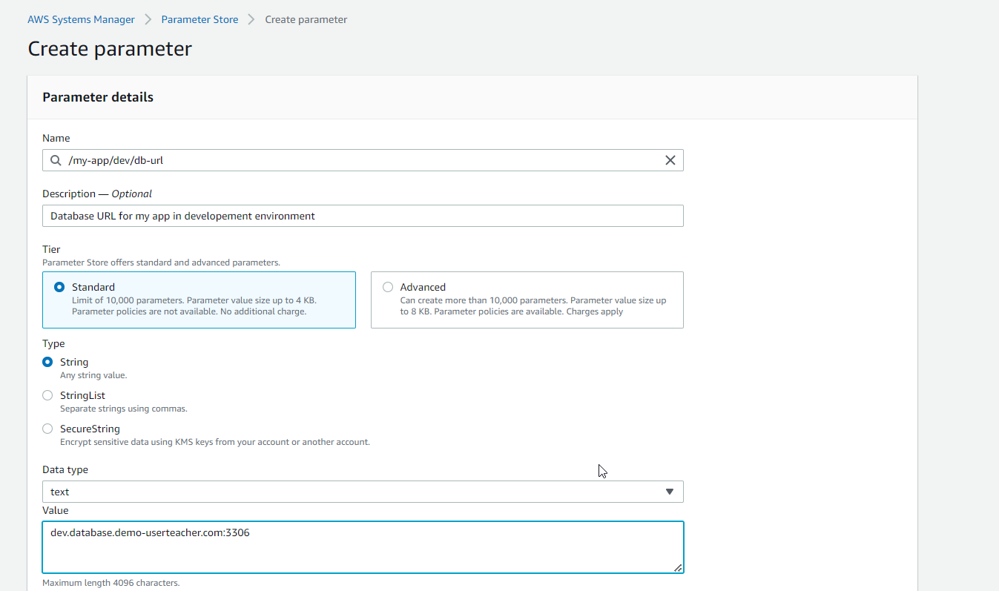 AWS Systems Manager > Parameter Store > Create parameter
Create parameter
Parameter details
Name
/my-app/dev/db-url
Description — Optional
Database URL for my app in developement environment
Tier
Parameter Store offers standard and advanced parameters.
Standard
Limit of 10,000 parameters. Parameter value size up to 4 KB.
Parameter policies are not available. No additional charge.
Advanced
Can create more than 10,000 parameters. Parameter value size up
to 8 KB. Parameter policies are available. Charges apply
Type
String
Any string value.
StringList
Separate strings using commas.
SecureString
Encrypt sensitive data using KMS keys from your account or another account.
Data type
text
Value
dev.database.demo-userteacher.com:3306
Maximum length 4096 characters.